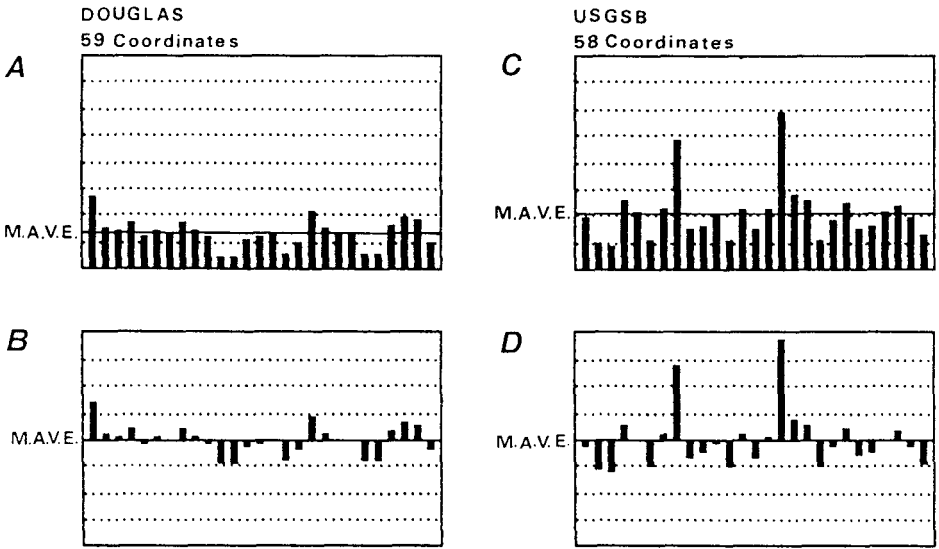 DOUGLAS
59 Coordinates
A
M.A.V.E.
B
M.A.V.E.
USGSB
58 Coordinates
C
M.A.V.E.
D
M.A.V.E.